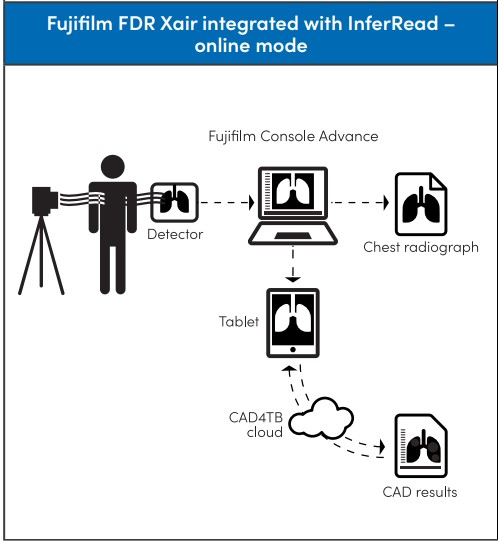 Fujifilm FDR Xair integrated with InferRead –
online mode
Fujifilm Console Advance
Detector
Chest radiograph
Tablet
CAD4TB
cloud
CAD results